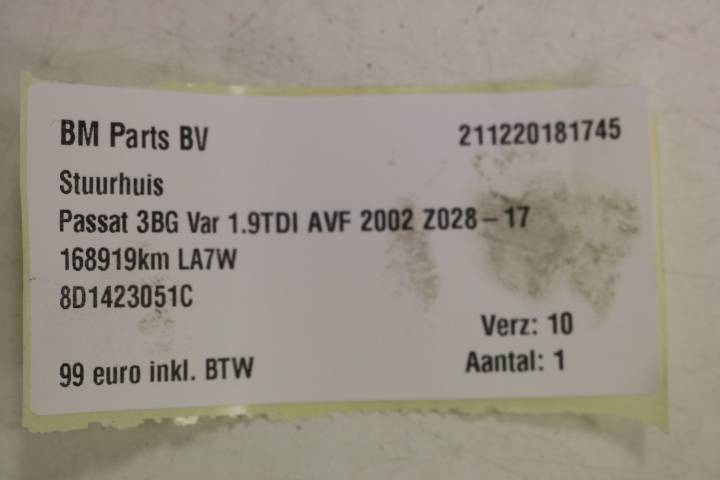 BM Parts BV 211220181745
Stuurhuis
Passat 3BG Var 1.9TDI AVF 2002 Z028-17
168919km LA7W
8D1423051C
Verz: 10
99 euro inkl. BTW Aantal: 1